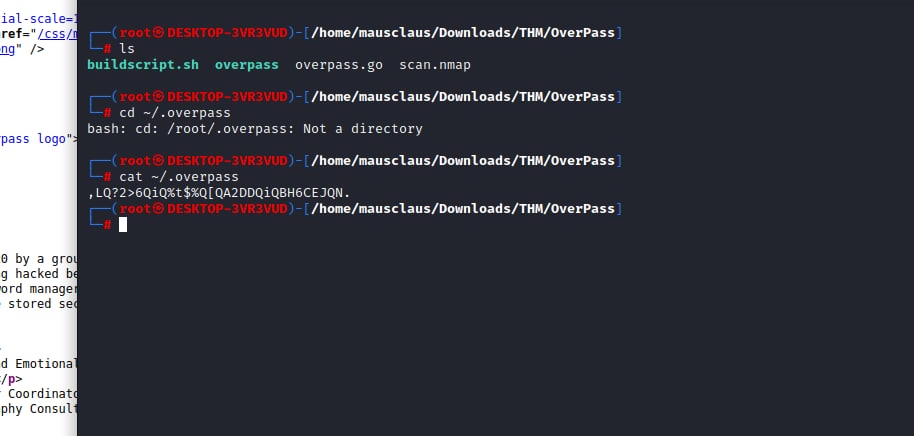 ial-scale=1
ref="/css/m
ong" />
pass logo">
0 by a grou
g hacked be
word manager
stored sec
d Emotional
</p>
Coordinato
phy Consult
┌──(root㉿DESKTOP-3VR3VUD)-[/home/mausclaus/Downloads/THM/OverPass]
└─# ls
buildscript.sh overpass overpass.go scan.nmap
┌──(root㉿DESKTOP-3VR3VUD)-[/home/mausclaus/Downloads/THM/OverPass]
└─# cd ~/.overpass
bash: cd: /root/.overpass: Not a directory
┌──(root㉿DESKTOP-3VR3VUD)-[/home/mausclaus/Downloads/THM/OverPass]
└─# cat ~/.overpass
,LQ?2>6QiQ%t$%Q[QA2DDQiQBH6CEJQN.
┌──(root㉿DESKTOP-3VR3VUD)-[/home/mausclaus/Downloads/THM/OverPass]
└─#